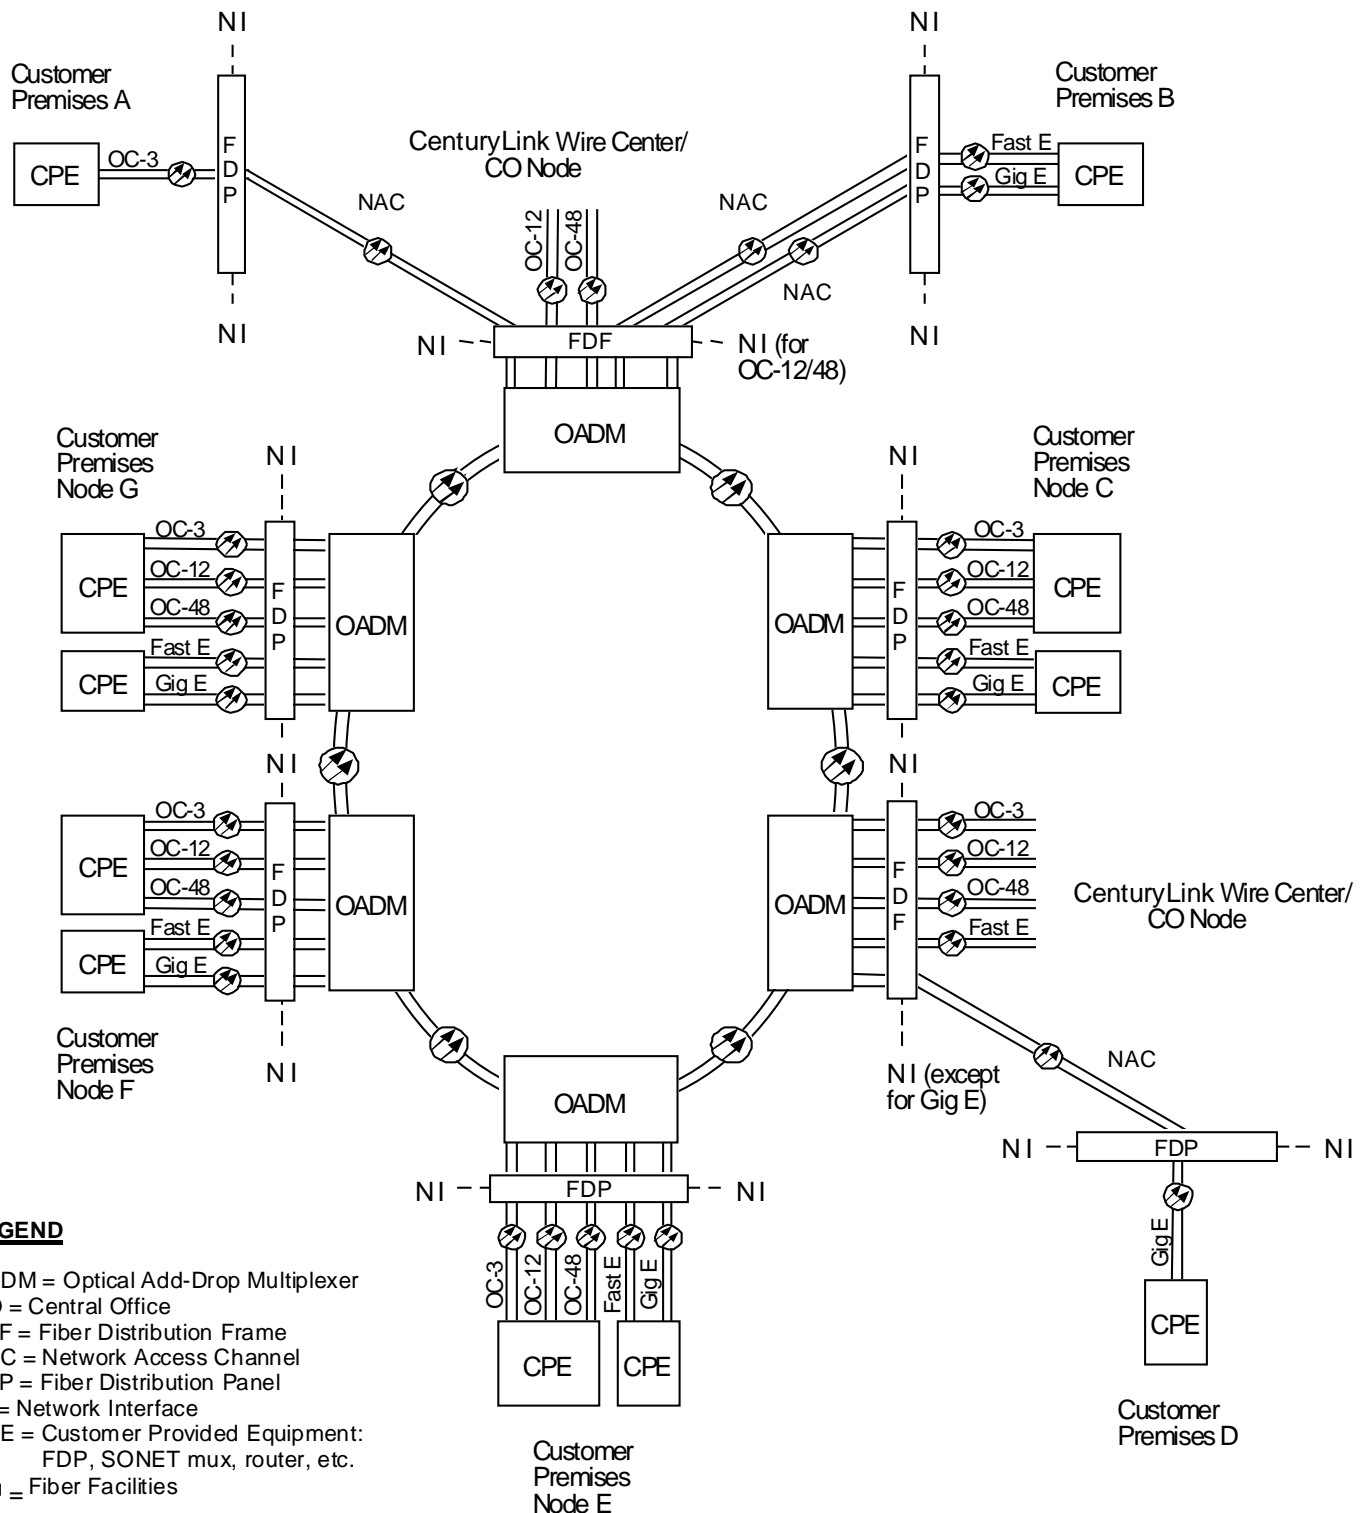 NI
NI
Customer
Premises A
Customer
Premises B
FDP
CenturyLink Wire Center/
CO Node
FDP
CPE
OC-3
Fast E
Gig E
CPE
NAC
OC-12
OC-48
NAC
NAC
NI
NI
NI
FDF
NI (for
OC-12/48)
OADM
Customer
Premises
Node G
NI
NI
Customer
Premises
Node C
CPE
OC-3
OC-12
OC-48
CPE
Fast E
Gig E
FDP
OADM
OADM
FDP
OC-3
OC-12
OC-48
CPE
Fast E
Gig E
CPE
NI
NI
CPE
OC-3
OC-12
OC-48
CPE
Fast E
Gig E
FDP
OADM
OADM
FDF
OC-3
OC-12
OC-48
Fast E
CenturyLink Wire Center/
CO Node
Customer
Premises
Node F
NI
OADM
NI (except
for Gig E)
NAC
NI
FDP
NI
NI
FDP
NI
OC-3
OC-12
OC-48
Fast E
Gig E
CPE
CPE
Gig E
CPE
Customer
Premises D
Customer
Premises
Node E
GEND
DM = Optical Add-Drop Multiplexer
= Central Office
F = Fiber Distribution Frame
C = Network Access Channel
P = Fiber Distribution Panel
= Network Interface
E = Customer Provided Equipment:
FDP, SONET mux, router, etc.
= Fiber Facilities